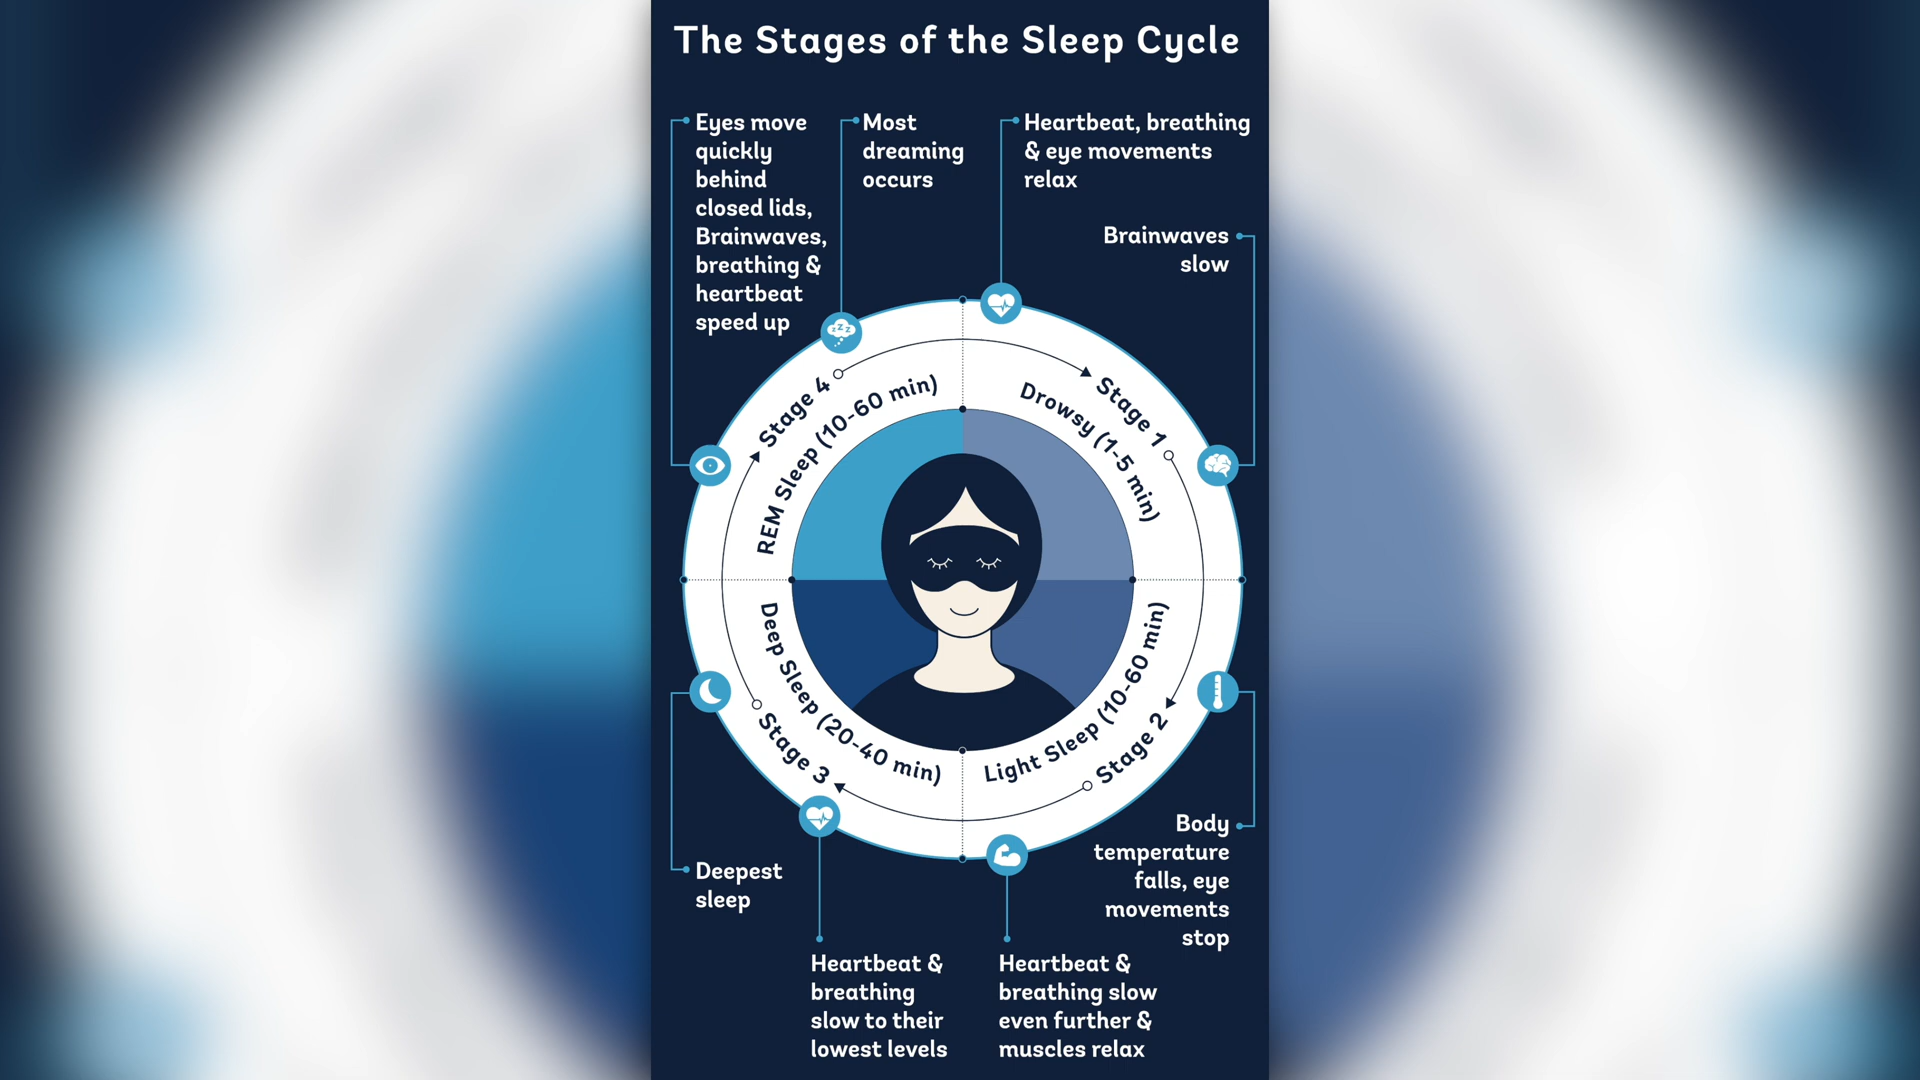 The Stages of the Sleep Cycle
Eyes move
quickly
behind
closed lids,
Brainwaves,
breathing &
heartbeat
speed up
Most
dreaming
occurs
Heartbeat, breathing
& eye movements
relax
Brainwaves
slow
z z z
Stage 4
REM Sleep (10-60 min)
Stage 1
Drowsy (1-5 min)
Stage 2
Light Sleep (10-60 min)
Stage 3
Deep Sleep (20-40 min)
Body
temperature
falls, eye
movements
stop
Deepest
sleep
Heartbeat &
breathing
slow to their
lowest levels
Heartbeat &
breathing slow
even further &
muscles relax